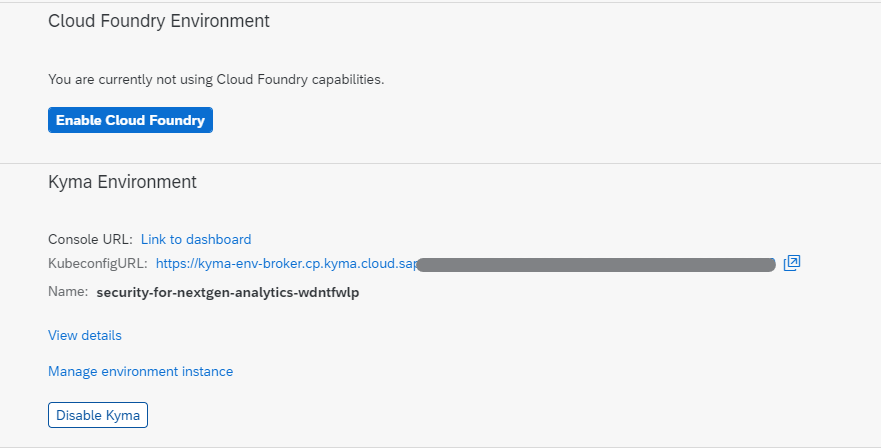 Cloud Foundry Environment
You are currently not using Cloud Foundry capabilities.
Enable Cloud Foundry
Kyma Environment
Console URL: Link to dashboard
KubeconfigURL: https://kyma-env-broker.cp.kyma.cloud.sap
Name: security-for-nextgen-analytics-wdntfwlp
View details
Manage environment instance
Disable Kyma